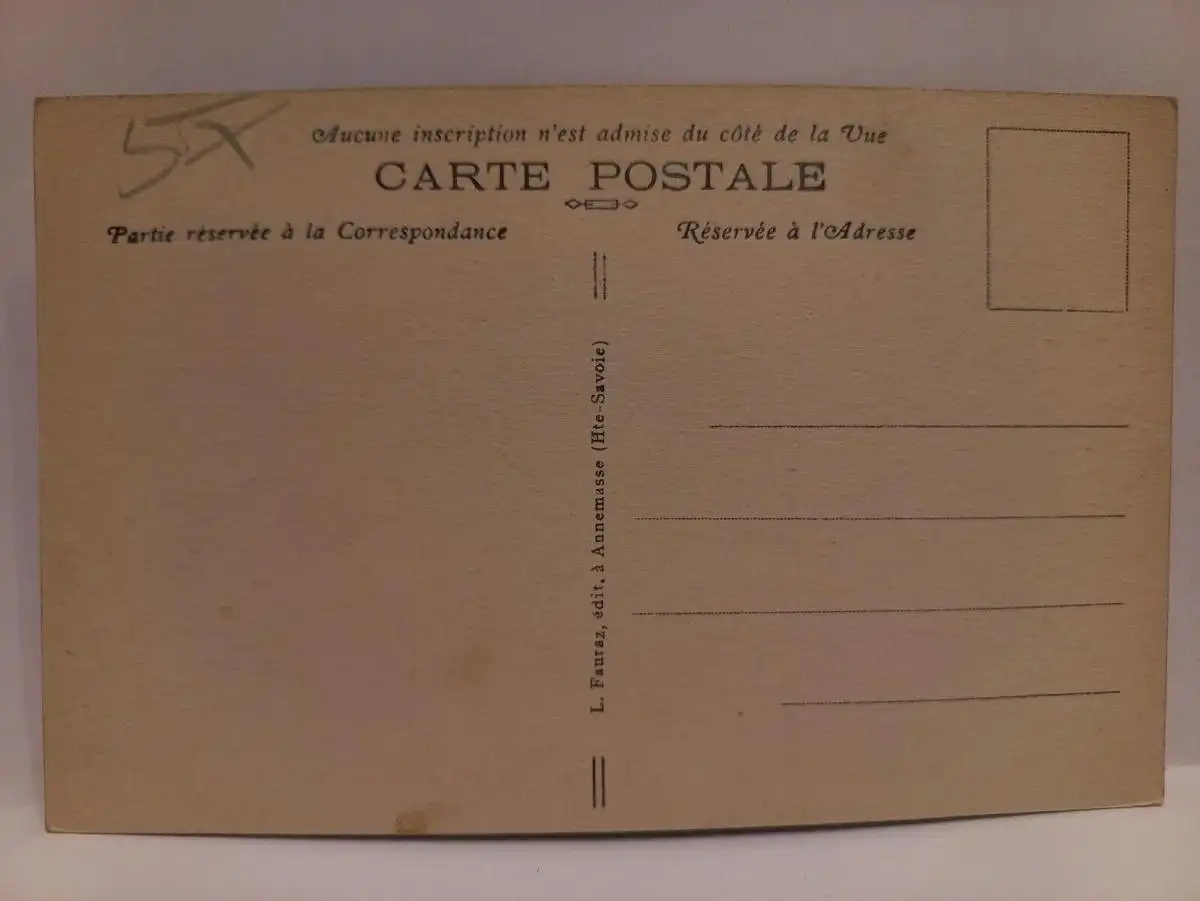 5X
Aucune inscription n'est admise du côté de la Vue
CARTE POSTALE
Partie réservée à la Correspondance
Réservée à l'Adresse
L. Fauraz, édit. à Annemasse (Hte-Savoie)